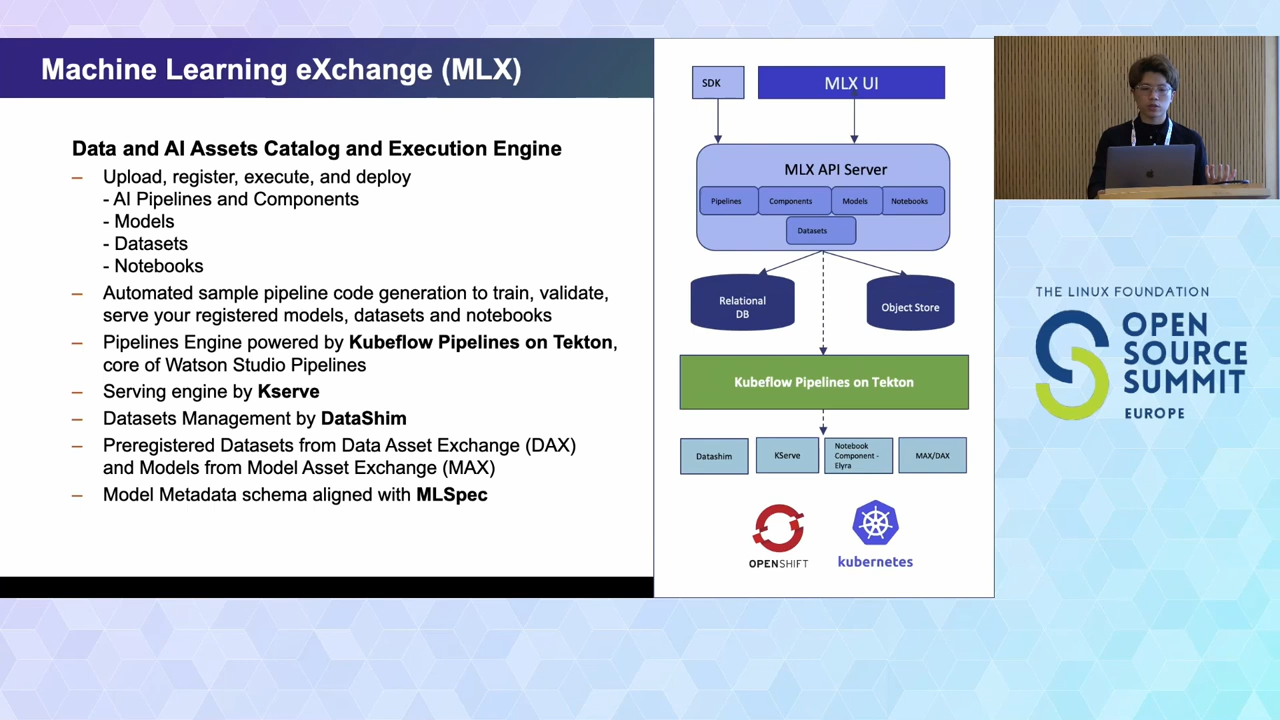 Machine Learning eXchange (MLX)
Data and AI Assets Catalog and Execution Engine
– Upload, register, execute, and deploy
- AI Pipelines and Components
- Models
- Datasets
- Notebooks
– Automated sample pipeline code generation to train, validate,
serve your registered models, datasets and notebooks
– Pipelines Engine powered by Kubeflow Pipelines on Tekton,
core of Watson Studio Pipelines
– Serving engine by Kserve
– Datasets Management by DataShim
– Preregistered Datasets from Data Asset Exchange (DAX)
and Models from Model Asset Exchange (MAX)
– Model Metadata schema aligned with MLSpec
SDK
MLX UI
MLX API Server
Pipelines
Components
Models
Notebooks
Datasets
Relational
DB
Object Store
Kubeflow Pipelines on Tekton
Datashim
KServe
Notebook
Component -
Elyra
MAX/DAX
OPENSHIFT
kubernetes
THE LINUX FOUNDATION
OPEN
SOURCE
SUMMIT
EUROPE